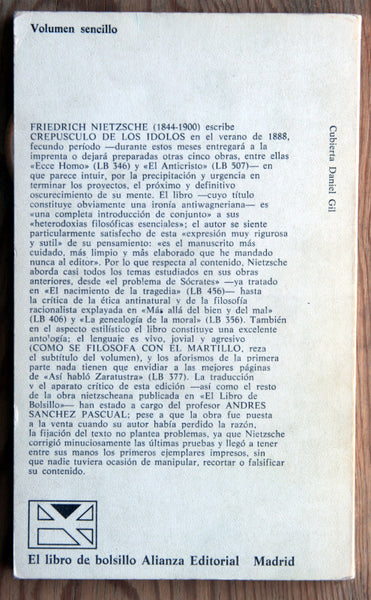 Volumen sencillo
FRIEDRICH NIETZSCHE (1844-1900) escribe
CREPUSCULO DE LOS IDOLOS en el verano de 1888,
fecundo período —durante estos meses entregará a la
imprenta o dejará preparadas otras cinco obras, entre ellas
«Ecce Homo» (LB 346) y «El Anticristo» (LB 507)— en
que parece intuir, por la precipitación y urgencia en
terminar los proyectos, el próximo y definitivo
oscurecimiento de su mente. El libro —cuyo título
constituye obviamente una ironía antiwagneriana— es
«una completa introducción de conjunto» a sus
«heterodoxias filosóficas esenciales»; el autor se siente
particularmente satisfecho de esta «expresión muy rigurosa
y sutil» de su pensamiento: «es el manuscrito más
cuidado, más limpio y más elaborado que he mandado
nunca al editor». Por lo que respecta al contenido, Nietzsche
aborda casi todos los temas estudiados en sus obras
anteriores, desde «el problema de Sócrates» —ya tratado
en «El nacimiento de la tragedia» (LB 456)— hasta
la crítica de la ética antinatural y de la filosofía
racionalista explayada en «Más allá del bien y del mal»
(LB 406) y «La genealogía de la moral» (LB 356). También
en el aspecto estilístico el libro constituye una excelente
antología; el lenguaje es vivo, jovial y agresivo
(COMO SE FILOSOFA CON EL MARTILLO, reza
el subtítulo del volumen), y los aforismos de la primera
parte nada tienen que envidiar a las mejores páginas
de «Así habló Zaratustra» (LB 377). La traducción
y el aparato crítico de esta edición —así como el resto
de la obra nietzscheana publicada en «El Libro de
Bolsillo»— han estado a cargo del profesor ANDRES
SANCHEZ PASCUAL; pese a que la obra fue puesta
a la venta cuando su autor había perdido la razón,
la fijación del texto no plantea problemas, ya que Nietzsche
corrigió minuciosamente las últimas pruebas y llegó a tener
entre sus manos los primeros ejemplares impresos, sin
que nadie tuviera ocasión de manipular, recortar o falsificar
su contenido.
Cubierta Daniel Gil
El libro de bolsillo Alianza Editorial Madrid